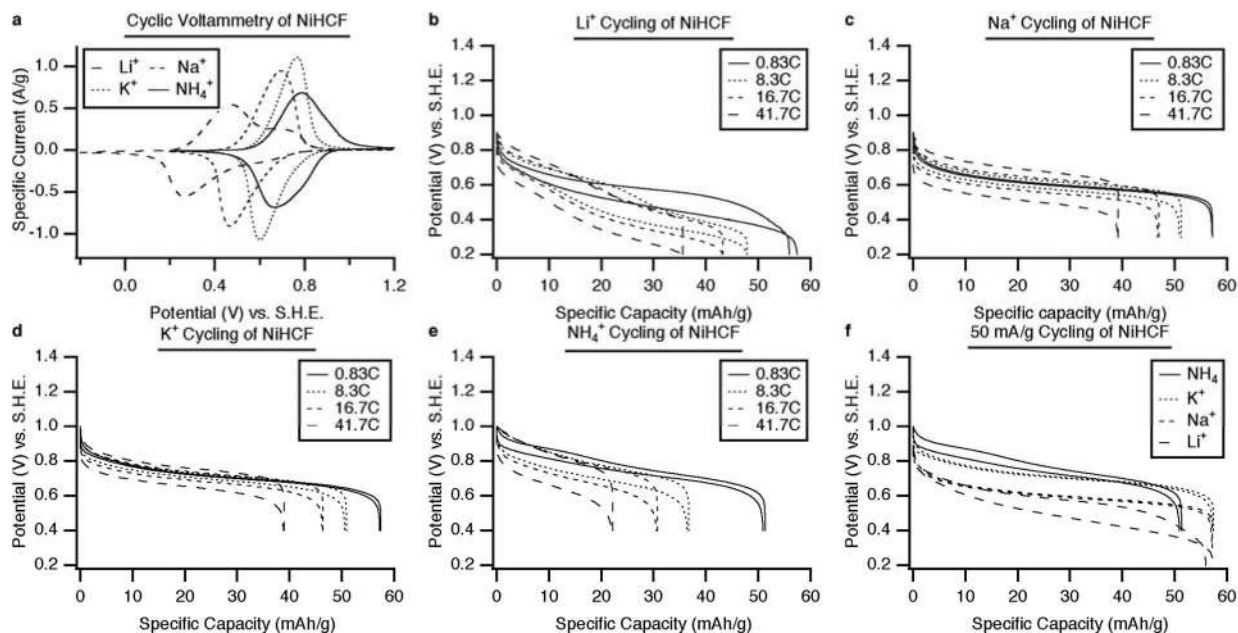 a
Cyclic Voltammetry of NiHCF
Li⁺ Na⁺
K⁺ NH₄⁺
Specific Current (A/g)
1.0
0.5
0.0
-0.5
-1.0
0.0 0.4 0.8 1.2
Potential (V) vs. S.H.E.
b
Li⁺ Cycling of NiHCF
0.83C
8.3C
16.7C
41.7C
Potential (V) vs. S.H.E.
1.4
1.2
1.0
0.8
0.6
0.4
0.2
0 10 20 30 40 50 60
Specific Capacity (mAh/g)
c
Na⁺ Cycling of NiHCF
0.83C
8.3C
16.7C
41.7C
Potential (V) vs. S.H.E.
1.4
1.2
1.0
0.8
0.6
0.4
0.2
0 10 20 30 40 50 60
Specific capacity (mAh/g)
d
K⁺ Cycling of NiHCF
0.83C
8.3C
16.7C
41.7C
Potential (V) vs. S.H.E.
1.4
1.2
1.0
0.8
0.6
0.4
0.2
0 10 20 30 40 50 60
Specific Capacity (mAh/g)
e
NH₄⁺ Cycling of NiHCF
0.83C
8.3C
16.7C
41.7C
Potential (V) vs. S.H.E.
1.4
1.2
1.0
0.8
0.6
0.4
0.2
0 10 20 30 40 50 60
Specific Capacity (mAh/g)
f
50 mA/g Cycling of NiHCF
NH₄
K⁺
Na⁺
Li⁺
Potential (V) vs. S.H.E.
1.4
1.2
1.0
0.8
0.6
0.4
0.2
0 10 20 30 40 50 60
Specific Capacity (mAh/g)